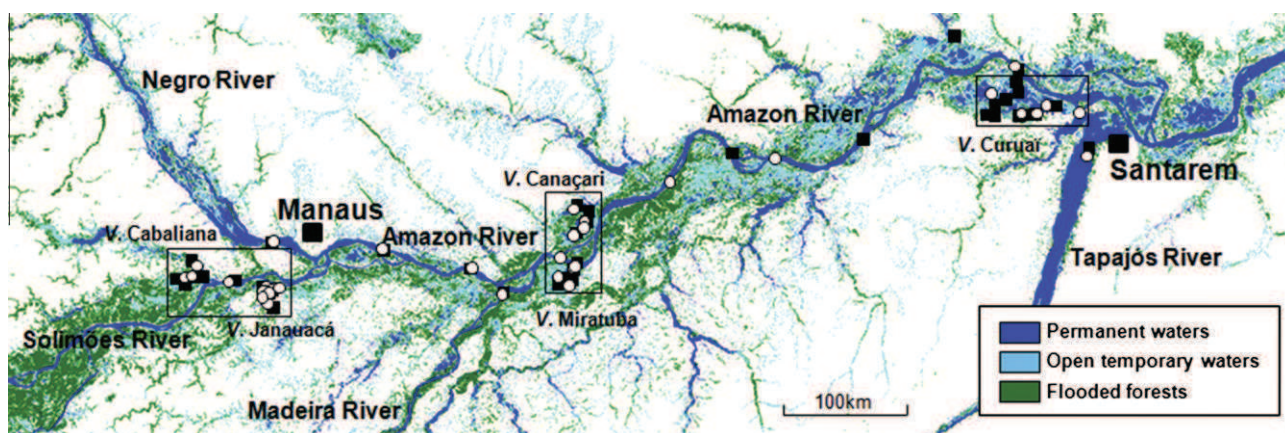 Negro River
Amazon River
V. Curuaï
Santarem
V. Canaçari
Manaus
V. Cabaliana
Amazon River
Tapajós River
V. Janauacá
V. Miratuba
Solimões River
Madeira River
100km
Permanent waters
Open temporary waters
Flooded forests